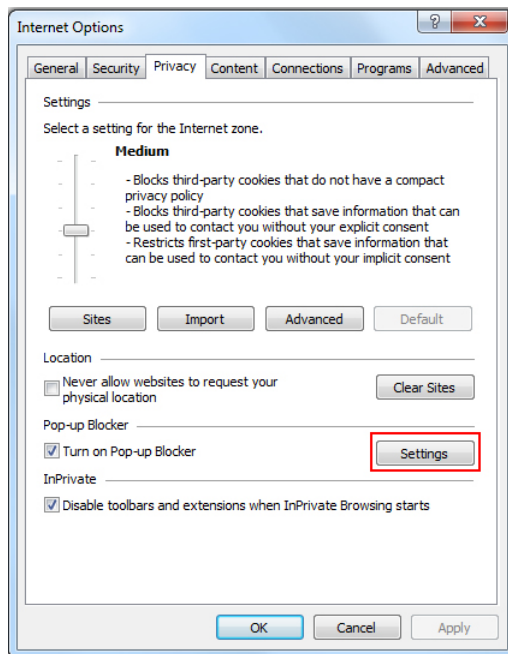 Internet Options
General Security Privacy Content Connections Programs Advanced
Settings
Select a setting for the Internet zone.
Medium
- Blocks third-party cookies that do not have a compact
privacy policy
- Blocks third-party cookies that save information that can
be used to contact you without your explicit consent
- Restricts first-party cookies that save information that
can be used to contact you without your implicit consent
Sites Import Advanced Default
Location
Never allow websites to request your
physical location
Clear Sites
Pop-up Blocker
Turn on Pop-up Blocker Settings
InPrivate
Disable toolbars and extensions when InPrivate Browsing starts
OK Cancel Apply